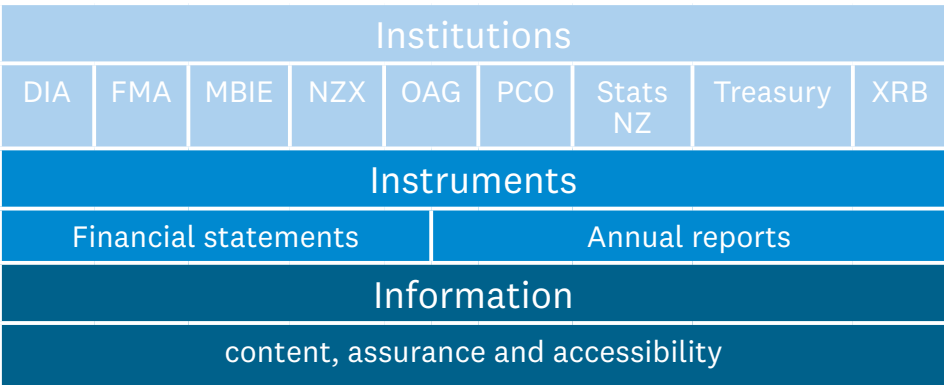 Institutions
DIA FMA MBIE NZX OAG PCO Stats NZ Treasury XRB
Instruments
Financial statements Annual reports
Information
content, assurance and accessibility